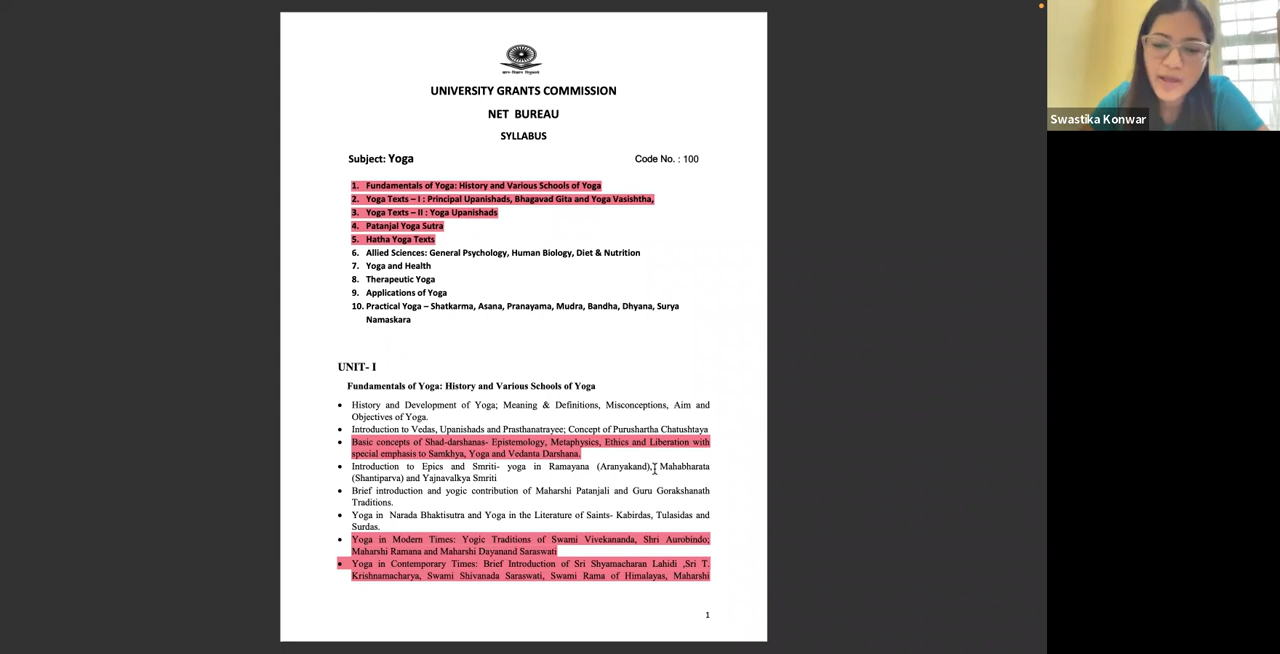 UNIVERSITY GRANTS COMMISSION
NET BUREAU
SYLLABUS
Subject: Yoga Code No. : 100
1. Fundamentals of Yoga: History and Various Schools of Yoga
2. Yoga Texts – I : Principal Upanishads, Bhagavad Gita and Yoga Vasishtha,
3. Yoga Texts – II : Yoga Upanishads
4. Patanjal Yoga Sutra
5. Hatha Yoga Texts
6. Allied Sciences: General Psychology, Human Biology, Diet & Nutrition
7. Yoga and Health
8. Therapeutic Yoga
9. Applications of Yoga
10. Practical Yoga – Shatkarma, Asana, Pranayama, Mudra, Bandha, Dhyana, Surya
Namaskara
UNIT- I
Fundamentals of Yoga: History and Various Schools of Yoga
• History and Development of Yoga; Meaning & Definitions, Misconceptions, Aim and
Objectives of Yoga.
• Introduction to Vedas, Upanishads and Prasthanatrayee; Concept of Purushartha Chatushtaya
• Basic concepts of Shad-darshanas- Epistemology, Metaphysics, Ethics and Liberation with
special emphasis to Samkhya, Yoga and Vedanta Darshana.
• Introduction to Epics and Smriti- yoga in Ramayana (Aranyakand), Mahabharata
(Shantiparva) and Yajnavalkya Smriti
• Brief introduction and yogic contribution of Maharshi Patanjali and Guru Gorakshanath
Traditions.
• Yoga in Narada Bhaktisutra and Yoga in the Literature of Saints- Kabirdas, Tulasidas and
Surdas.
• Yoga in Modern Times: Yogic Traditions of Swami Vivekananda, Shri Aurobindo;
Maharshi Ramana and Maharshi Dayanand Saraswati
• Yoga in Contemporary Times: Brief Introduction of Sri Shyamacharan Lahidi ,Sri T.
Krishnamacharya, Swami Shivanada Saraswati, Swami Rama of Himalayas, Maharshi
1
Swastika Konwar